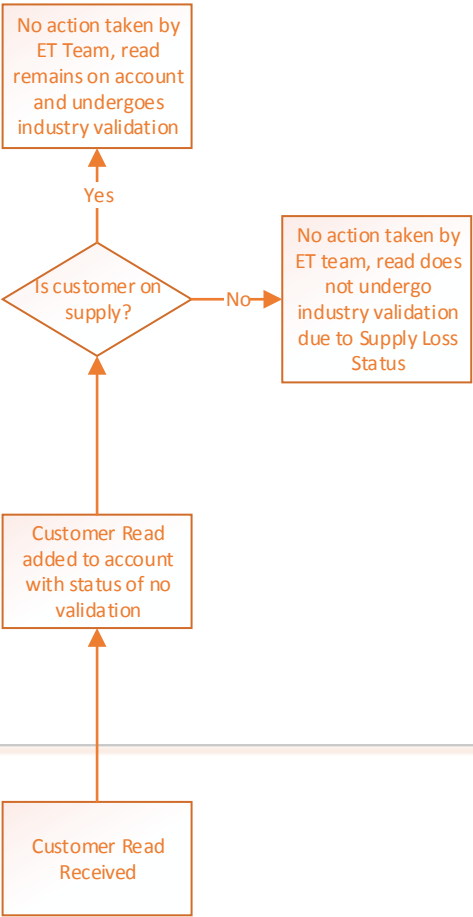 No action taken by
ET Team, read
remains on account
and undergoes
industry validation
Yes
Is customer on
supply?
No
No action taken by
ET team, read does
not undergo
industry validation
due to Supply Loss
Status
Customer Read
added to account
with status of no
validation
Customer Read
Received